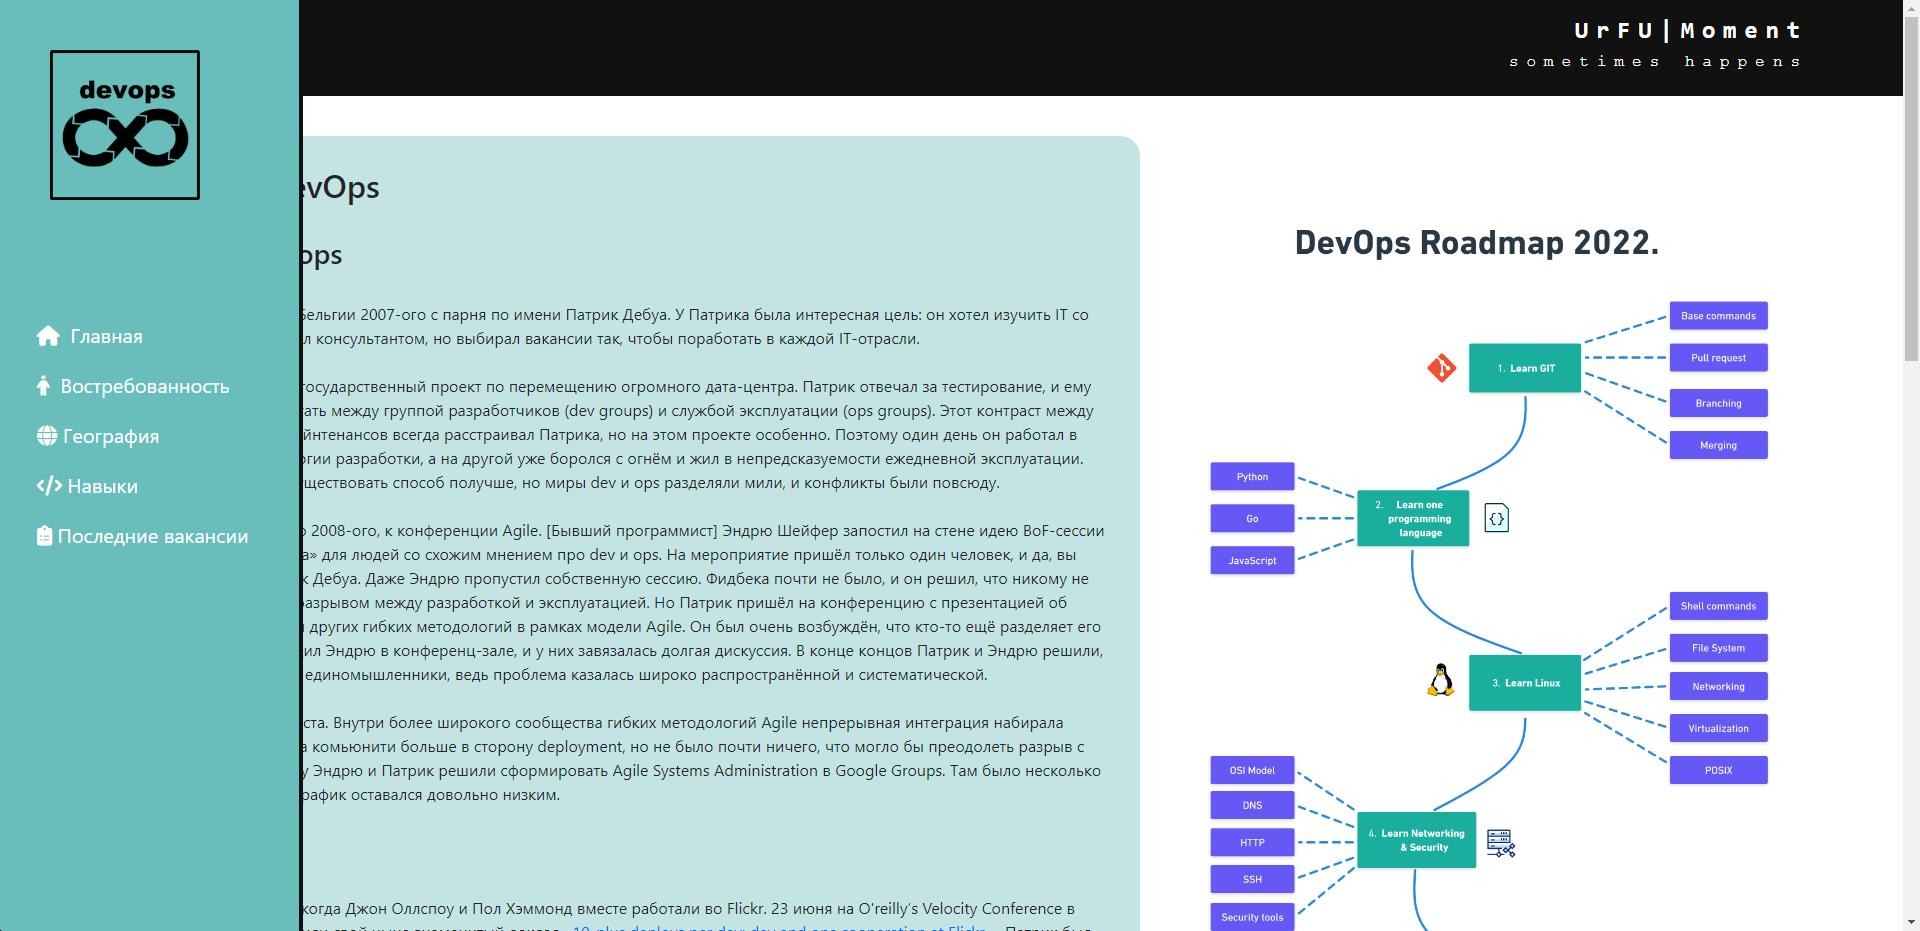 devops
Главная
Востребованность
География
Навыки
Последние вакансии
UrFU|Moment
sometimes happens
evOps
ops
Бельгии 2007-ого с парня по имени Патрик Дебуа. У Патрика была интересная цель: он хотел изучить IT со
л консультантом, но выбирал вакансии так, чтобы поработать в каждой IT-отрасли.
государственный проект по перемещению огромного дата-центра. Патрик отвечал за тестирование, и ему
тать между группой разработчиков (dev groups) и службой эксплуатации (ops groups). Этот контраст между
йнтенансов всегда расстраивал Патрика, но на этом проекте особенно. Поэтому один день он работал в
огии разработки, а на другой уже боролся с огнём и жил в непредсказуемости ежедневной эксплуатации.
уществовать способ получше, но миры dev и ops разделяли мили, и конфликты были повсюду.
о 2008-ого, к конференции Agile. [Бывший программист] Эндрю Шейфер запостил на стене идею BoF-сессии
а» для людей со схожим мнением про dev и ops. На мероприятие пришёл только один человек, и да, вы
к Дебуа. Даже Эндрю пропустил собственную сессию. Фидбека почти не было, и он решил, что никому не
разрывом между разработкой и эксплуатацией. Но Патрик пришёл на конференцию с презентацией об
и других гибких методологий в рамках модели Agile. Он был очень возбуждён, что кто-то ещё разделяет его
ил Эндрю в конференц-зале, и у них завязалась долгая дискуссия. В конце концов Патрик и Эндрю решили,
единомышленники, ведь проблема казалась широко распространённой и систематической.
ста. Внутри более широкого сообщества гибких методологий Agile непрерывная интеграция набирала
а комьюнити больше в сторону deployment, но не было почти ничего, что могло бы преодолеть разрыв с
у Эндрю и Патрик решили сформировать Agile Systems Administration в Google Groups. Там было несколько
рафик оставался довольно низким.
когда Джон Оллспоу и Пол Хэммонд вместе работали во Flickr. 23 июня на O'reilly's Velocity Conference в
DevOps Roadmap 2022.
1. Learn GIT
Base commands
Pull request
Branching
Merging
Python
Go
JavaScript
2. Learn one
programming
language
{}
Shell commands
File System
Networking
Virtualization
POSIX
3. Learn Linux
OSI Model
DNS
HTTP
SSH
Security tools
4. Learn Networking
& Security